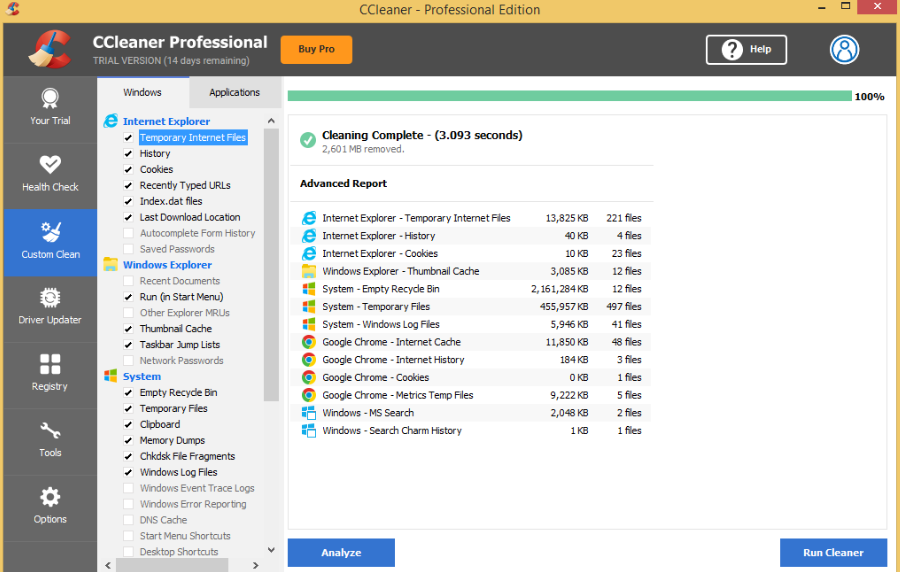 CCleaner - Professional Edition
CCleaner Professional
TRIAL VERSION (14 days remaining)
Buy Pro
Help
Your Trial
Health Check
Custom Clean
Driver Updater
Registry
Tools
Options
Windows Applications
Internet Explorer
Temporary Internet Files
History
Cookies
Recently Typed URLs
Index.dat files
Last Download Location
Autocomplete Form History
Saved Passwords
Windows Explorer
Recent Documents
Run (in Start Menu)
Other Explorer MRUs
Thumbnail Cache
Taskbar Jump Lists
Network Passwords
System
Empty Recycle Bin
Temporary Files
Clipboard
Memory Dumps
Chkdsk File Fragments
Windows Log Files
Windows Event Trace Logs
Windows Error Reporting
DNS Cache
Start Menu Shortcuts
Desktop Shortcuts
100%
Cleaning Complete - (3.093 seconds)
2,601 MB removed.
Advanced Report
Internet Explorer - Temporary Internet Files 13,825 KB 221 files
Internet Explorer - History 40 KB 4 files
Internet Explorer - Cookies 10 KB 23 files
Windows Explorer - Thumbnail Cache 3,085 KB 12 files
System - Empty Recycle Bin 2,161,284 KB 12 files
System - Temporary Files 455,957 KB 497 files
System - Windows Log Files 5,946 KB 41 files
Google Chrome - Internet Cache 11,850 KB 48 files
Google Chrome - Internet History 184 KB 3 files
Google Chrome - Cookies 0 KB 1 files
Google Chrome - Metrics Temp Files 9,222 KB 5 files
Windows - MS Search 2,048 KB 2 files
Windows - Search Charm History 1 KB 1 files
Analyze
Run Cleaner